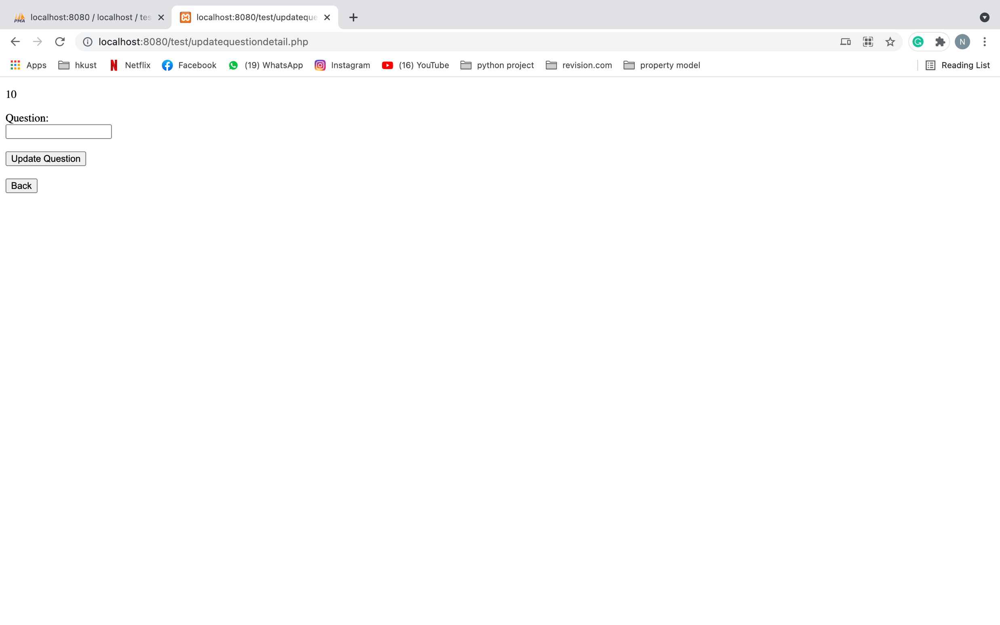 PMA localhost:8080 / localhost / tes
localhost:8080/test/updateque
localhost:8080/test/updatequestiondetail.php
N
Apps hkust Netflix Facebook (19) WhatsApp Instagram (16) YouTube python project revision.com property model Reading List
10
Question:
Update Question
Back